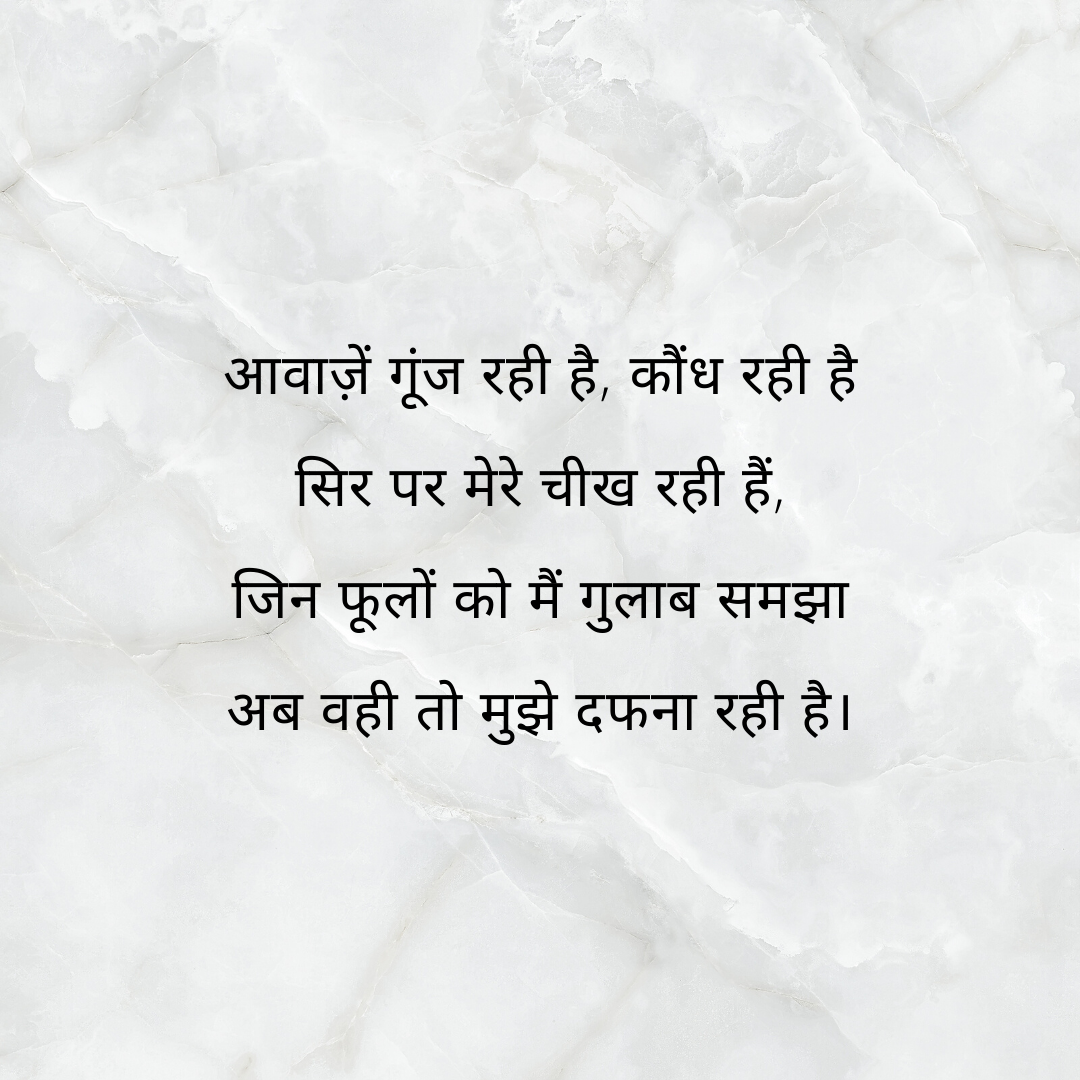 आवाज़ें गूंज रही है, कौंध रही है
सिर पर मेरे चीख रही हैं,
जिन फूलों को मैं गुलाब समझा
अब वही तो मुझे दफना रही है।